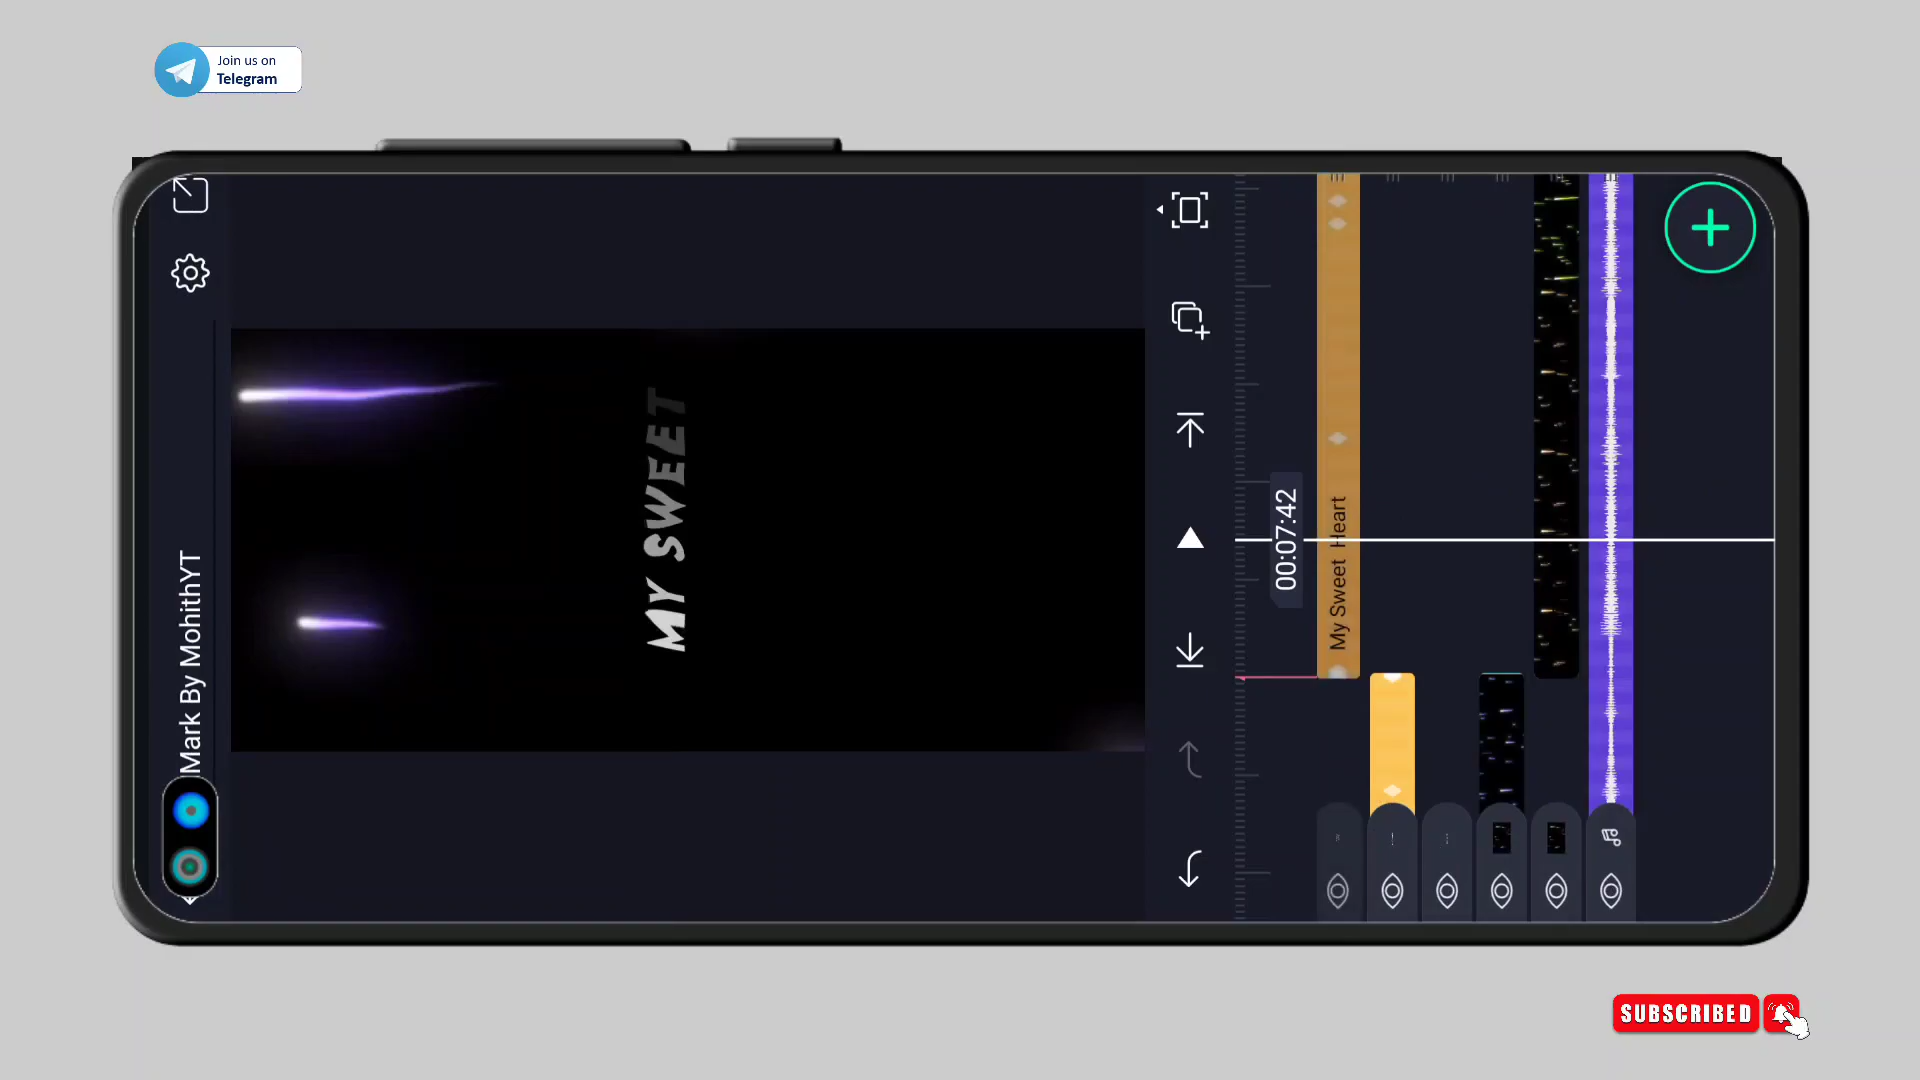 Join us on
Telegram
Mark By MohithYT
MY SWEET
00:07:42
My Sweet Heart
SUBSCRIBED